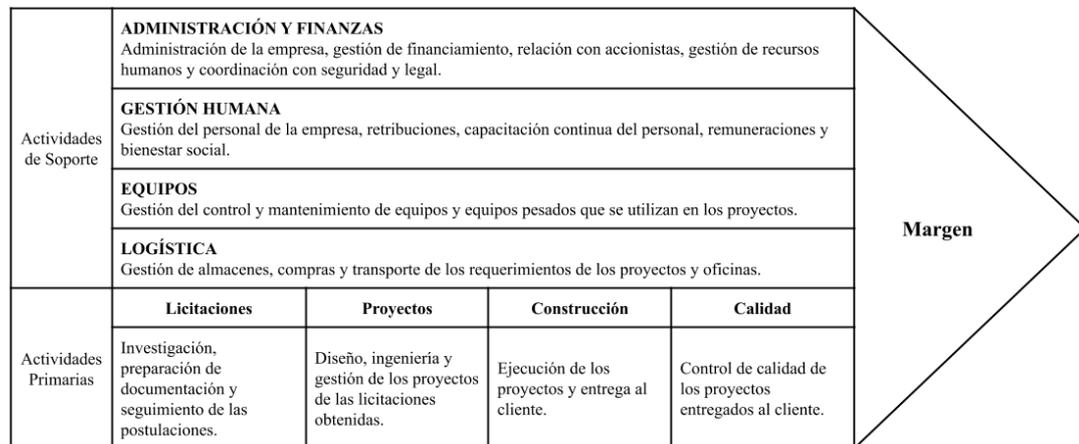 ADMINISTRACIÓN Y FINANZAS
Administración de la empresa, gestión de financiamiento, relación con accionistas, gestión de recursos
humanos y coordinación con seguridad y legal.
Actividades
de Soporte
GESTIÓN HUMANA
Gestión del personal de la empresa, retribuciones, capacitación continua del personal, remuneraciones y
bienestar social.
EQUIPOS
Gestión del control y mantenimiento de equipos y equipos pesados que se utilizan en los proyectos.
LOGÍSTICA
Gestión de almacenes, compras y transporte de los requerimientos de los proyectos y oficinas.
Margen
Actividades
Primarias
Licitaciones
Investigación,
preparación de
documentación y
seguimiento de las
postulaciones.
Proyectos
Diseño, ingeniería y
gestión de los proyectos
de las licitaciones
obtenidas.
Construcción
Ejecución de los
proyectos y entrega al
cliente.
Calidad
Control de calidad de
los proyectos
entregados al cliente.